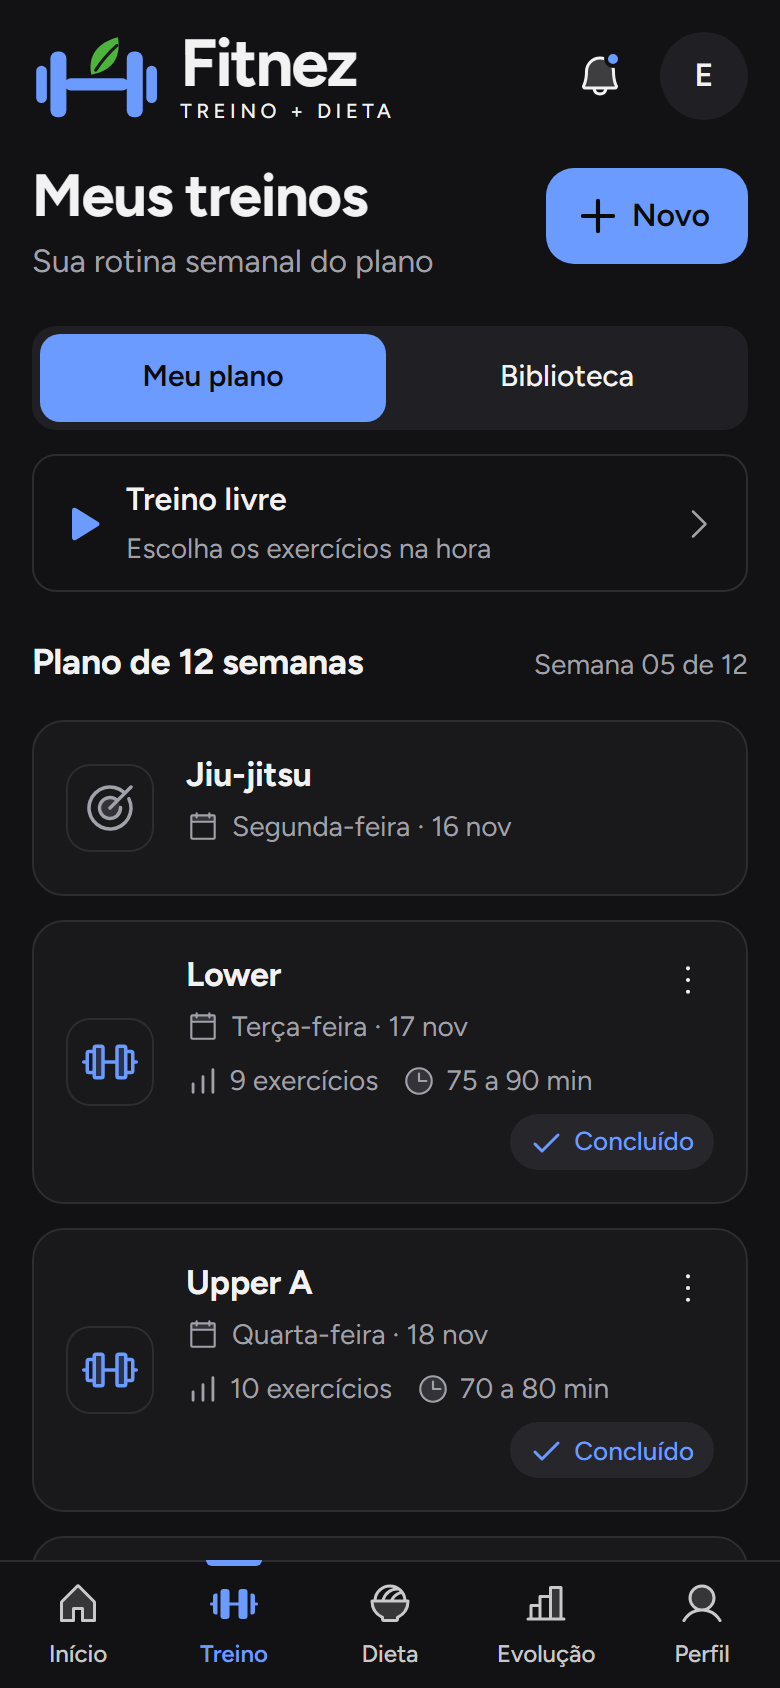 Fitnez
TREINO + DIETA
E
Meus treinos
Sua rotina semanal do plano
Novo
Meu plano
Biblioteca
Treino livre
Escolha os exercícios na hora
Plano de 12 semanas
Semana 05 de 12
Jiu-jitsu
Segunda-feira · 16 nov
Lower
Terça-feira · 17 nov
9 exercícios 75 a 90 min
Concluído
Upper A
Quarta-feira · 18 nov
10 exercícios 70 a 80 min
Concluído
Início
Treino
Dieta
Evolução
Perfil